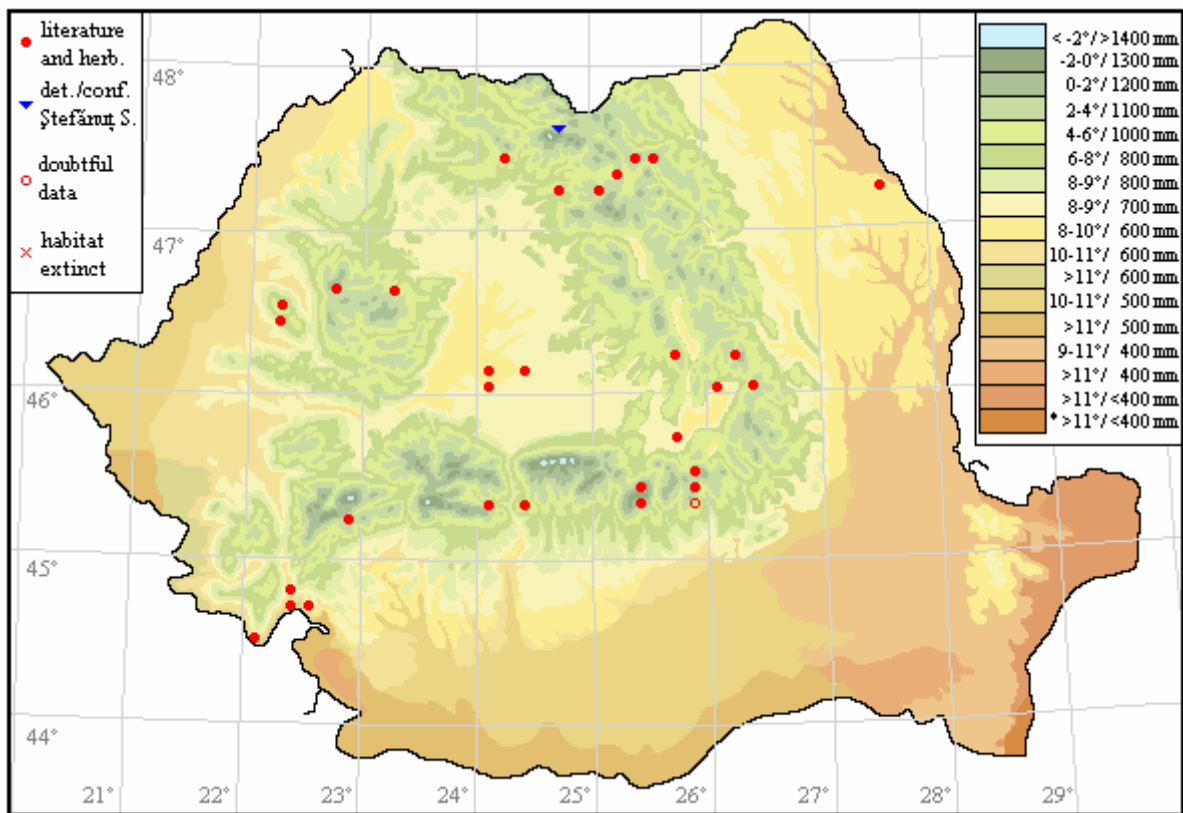 literature
and herb.
det./conf.
Ştefănuţ S.
doubtful
data
habitat
extinct
< -2°/>1400 mm
-2-0°/ 1300 mm
0-2°/ 1200 mm
2-4°/ 1100 mm
4-6°/ 1000 mm
6-8°/ 800 mm
8-9°/ 800 mm
8-9°/ 700 mm
8-10°/ 600 mm
10-11°/ 600 mm
>11°/ 600 mm
10-11°/ 500 mm
>11°/ 500 mm
9-11°/ 400 mm
>11°/ 400 mm
>11°/<400 mm
* >11°/<400 mm
48°
47°
46°
45°
44°
21°
22°
23°
24°
25°
26°
27°
28°
29°